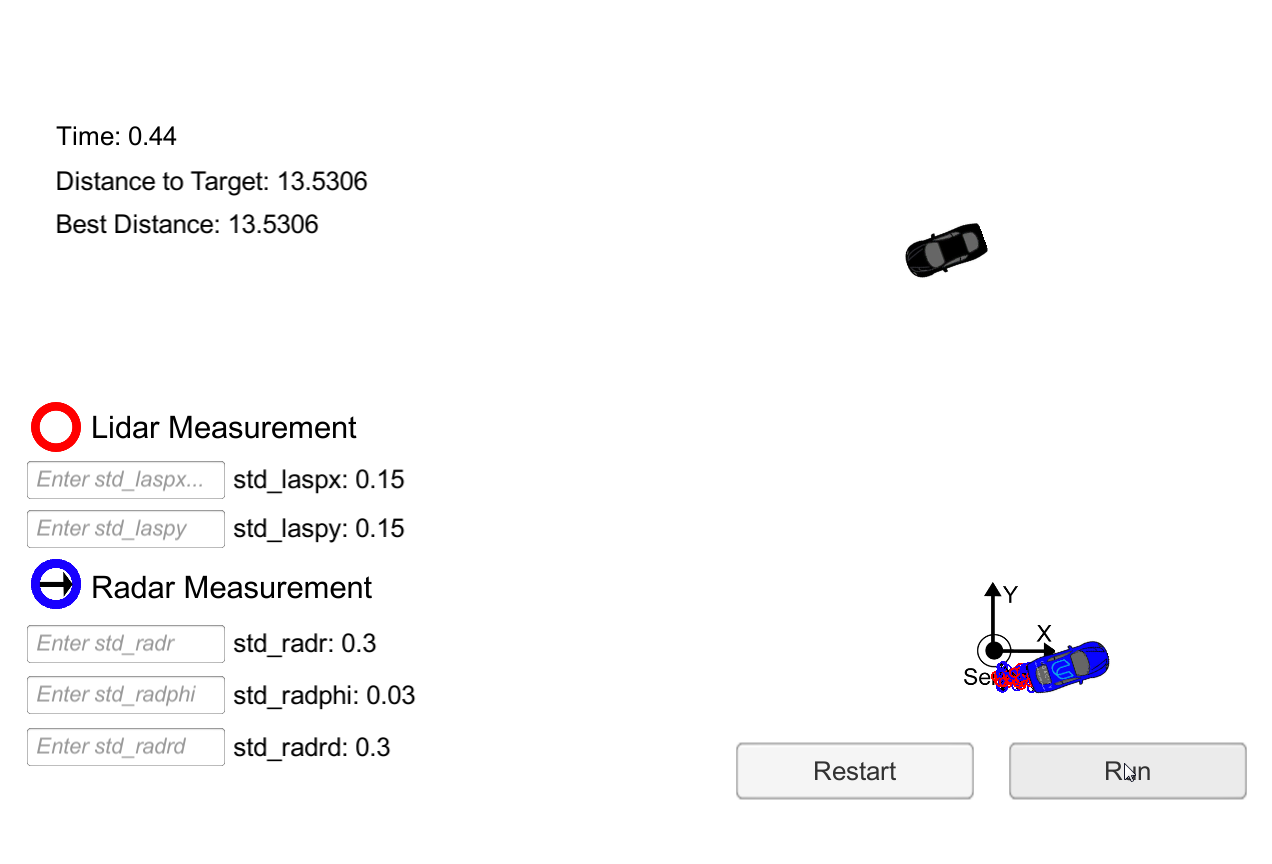 Time: 0.44
Distance to Target: 13.5306
Best Distance: 13.5306
Lidar Measurement
Enter std_laspx... std_laspx: 0.15
Enter std_laspy std_laspy: 0.15
Radar Measurement
Enter std_radr std_radr: 0.3
Enter std_radphi std_radphi: 0.03
Enter std_radrd std_radrd: 0.3
Y
X
Se
Restart Run